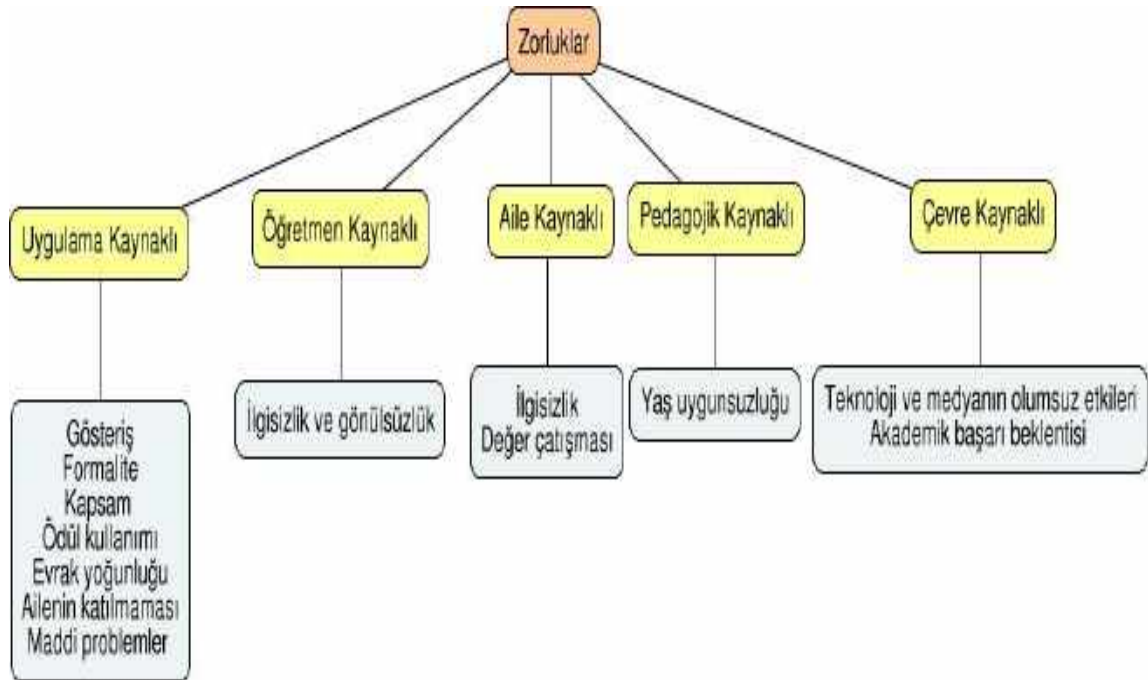 Zorluklar
Uygulama Kaynaklı
Öğretmen Kaynaklı
Aile Kaynaklı
Pedagojik Kaynaklı
Çevre Kaynaklı
Gösteriş
Formalite
Kapsam
Ödül kullanımı
Evrak yoğunluğu
Ailenin katılmaması
Maddi problemler
İlgisizlik ve gönülsüzlük
İlgisizlik
Değer çatışması
Yaş uygunsuzluğu
Teknoloji ve medyanın olumsuz etkileri
Akademik başarı beklentisi